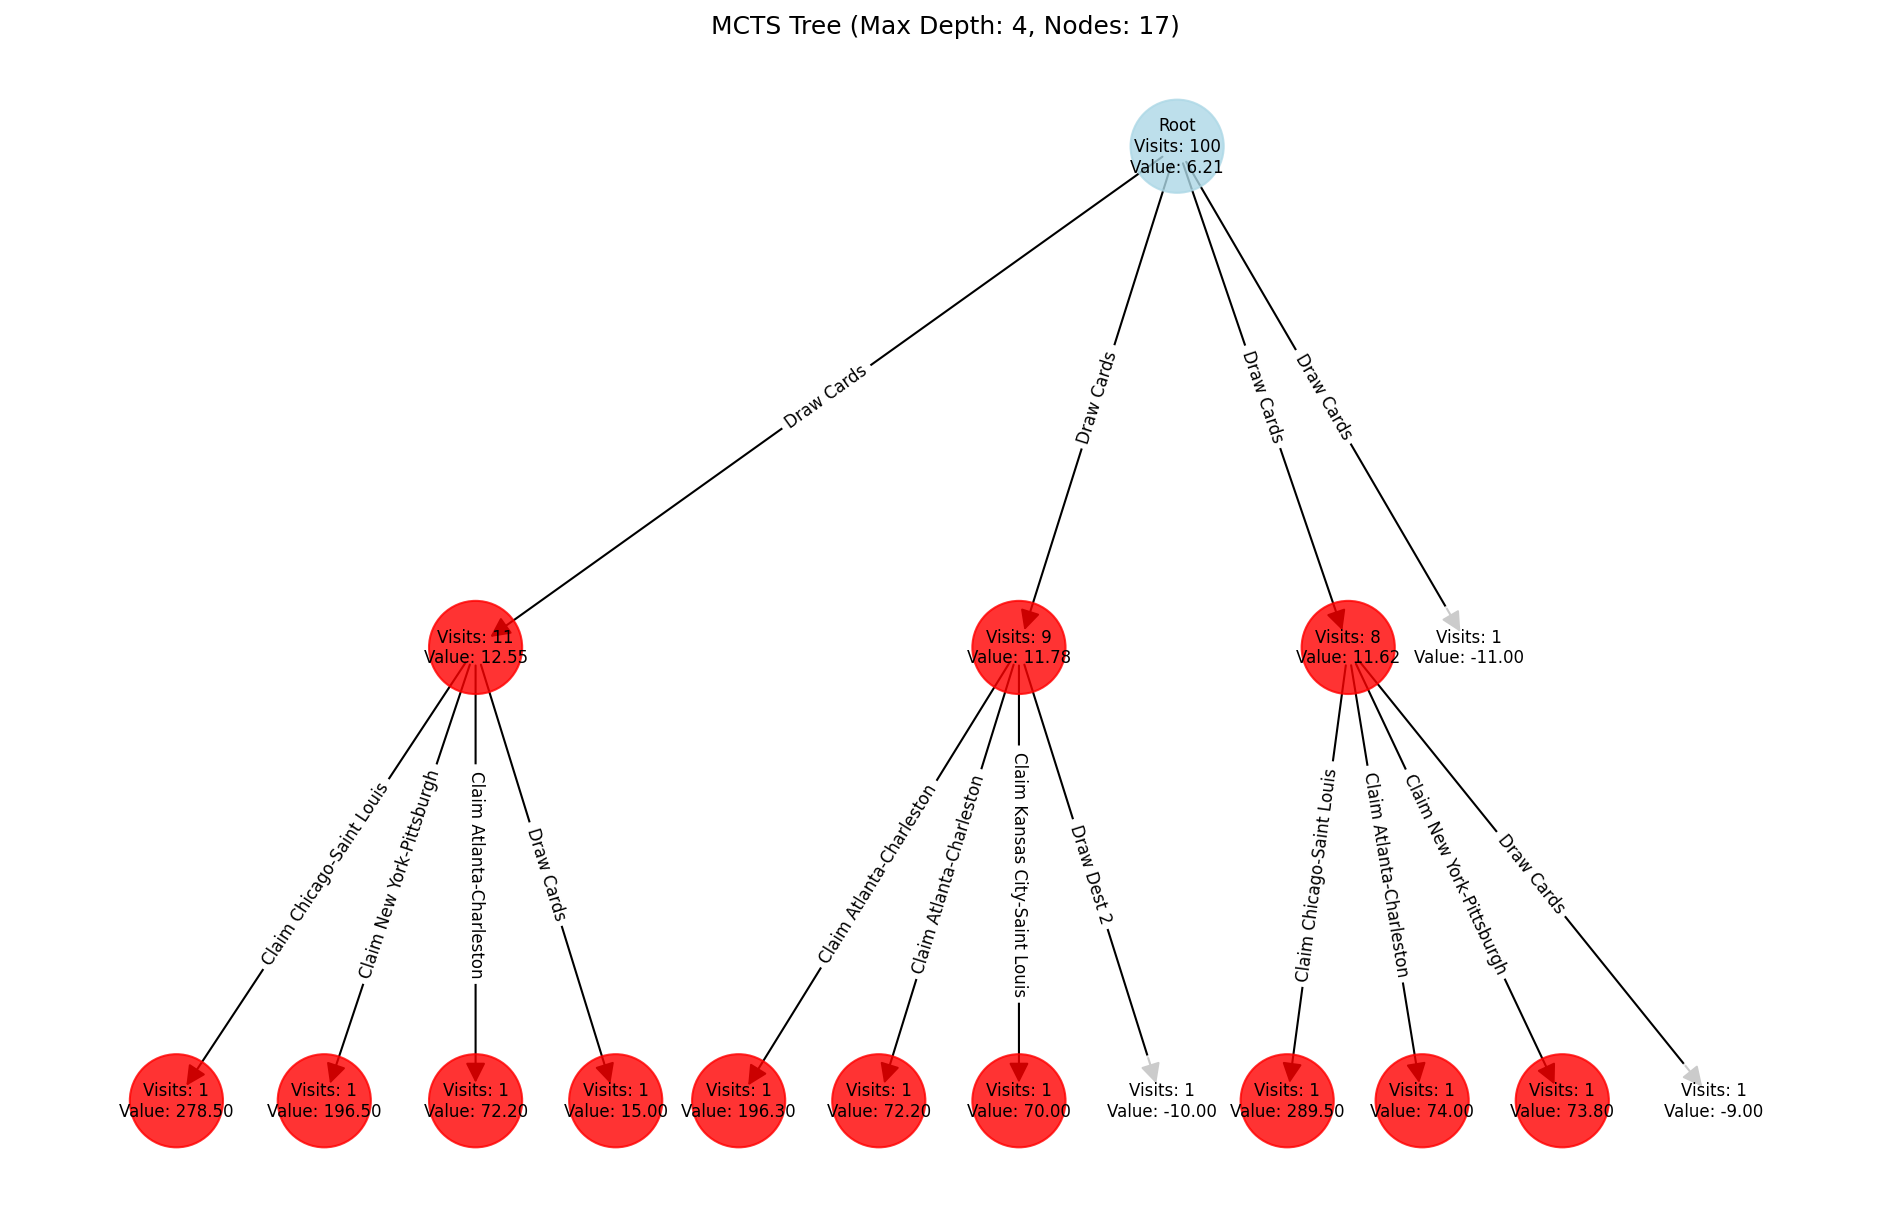 MCTS Tree (Max Depth: 4, Nodes: 17)
Root
Visits: 100
Value: 6.21
Draw Cards
Draw Cards
Draw Cards
Draw Cards
Visits: 11
Value: 12.55
Visits: 9
Value: 11.78
Visits: 8
Value: 11.62
Visits: 1
Value: -11.00
Claim Chicago-Saint Louis
Claim New York-Pittsburgh
Claim Atlanta-Charleston
Draw Cards
Claim Atlanta-Charleston
Claim Atlanta-Charleston
Claim Kansas City-Saint Louis
Draw Dest 2
Claim Chicago-Saint Louis
Claim Atlanta-Charleston
Claim New York-Pittsburgh
Draw Cards
Visits: 1
Value: 278.50
Visits: 1
Value: 196.50
Visits: 1
Value: 72.20
Visits: 1
Value: 15.00
Visits: 1
Value: 196.30
Visits: 1
Value: 72.20
Visits: 1
Value: 70.00
Visits: 1
Value: -10.00
Visits: 1
Value: 289.50
Visits: 1
Value: 74.00
Visits: 1
Value: 73.80
Visits: 1
Value: -9.00